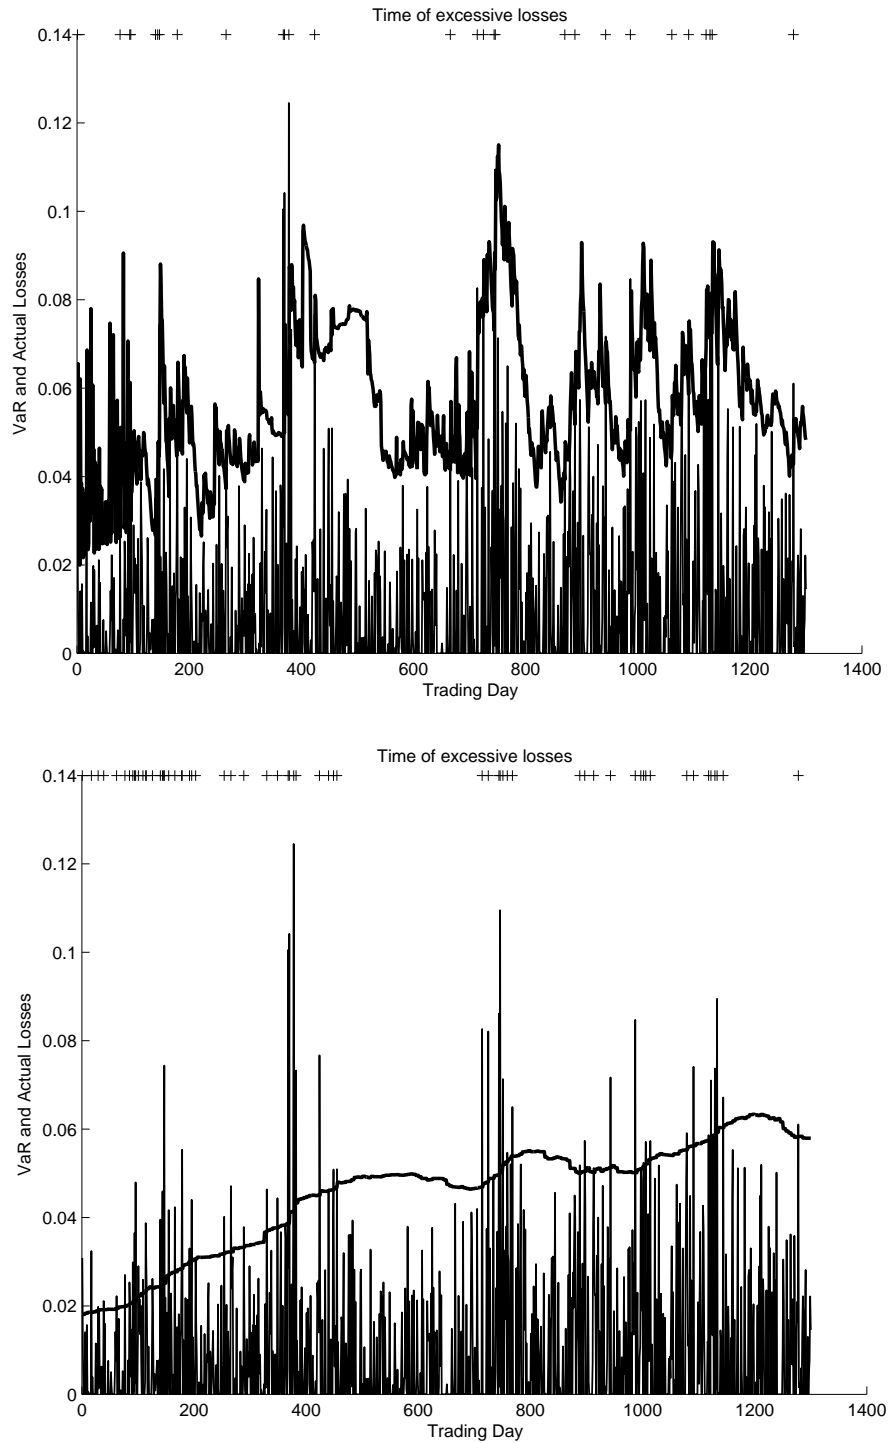 Time of excessive losses
0.14
0.12
0.1
0.08
0.06
0.04
0.02
0
VaR and Actual Losses
0 200 400 600 800 1000 1200 1400
Trading Day
Time of excessive losses
0.14
0.12
0.1
0.08
0.06
0.04
0.02
0
VaR and Actual Losses
0 200 400 600 800 1000 1200 1400
Trading Day